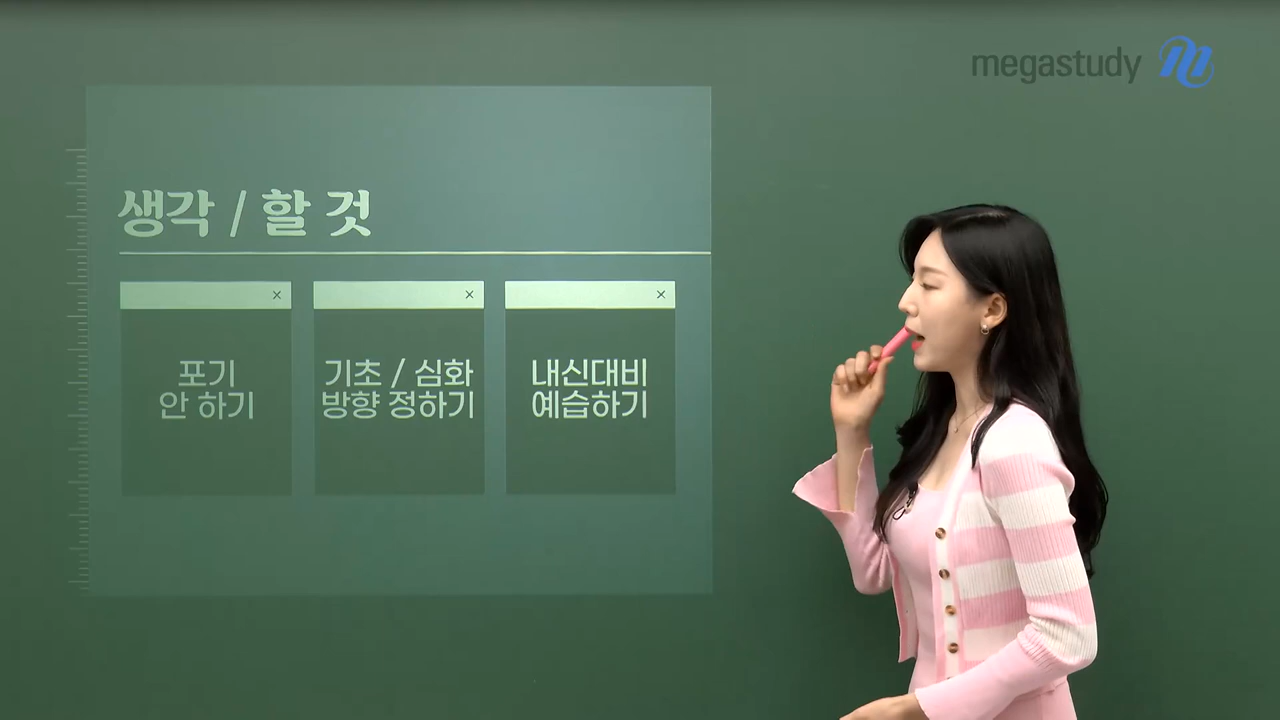 megastudy
생각 / 할 것
포기
안 하기
기초 / 심화
방향 정하기
내신대비
예습하기